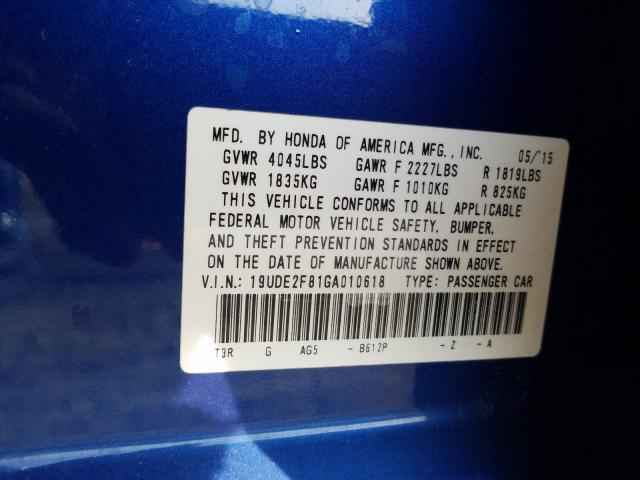 MFD. BY HONDA OF AMERICA MFG., INC. 05/'15
GVWR 4045LBS GAWR F 2227LBS R 1819LBS
GVWR 1835KG GAWR F 1010KG R 825KG
THIS VEHICLE CONFORMS TO ALL APPLICABLE
FEDERAL MOTOR VEHICLE SAFETY, BUMPER,
AND THEFT PREVENTION STANDARDS IN EFFECT
ON THE DATE OF MANUFACTURE SHOWN ABOVE.
V.I.N.: 19UDE2F81GA010618 TYPE: PASSENGER CAR
T3R G AG5 - B612P - Z - A